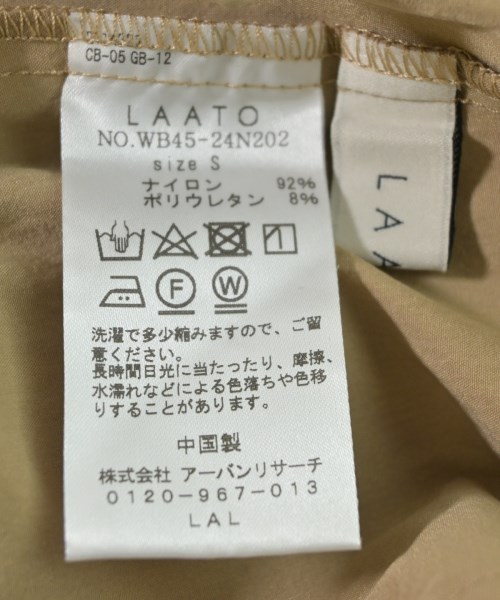 CB-05 GB-12
LAATO
NO.WB45-24N202
size S
ナイロン 92%
ポリウレタン 8%
F
W
洗濯で多少縮みますので、ご留
意ください。
長時間日光に当たったり、摩擦、
水濡れなどによる色落ちや色移
りすることがあります。
中国製
株式会社 アーバンリサーチ
0120-967-013
LAL
LAA